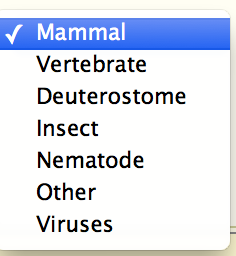 ✓ Mammal
Vertebrate
Deuterostome
Insect
Nematode
Other
Viruses